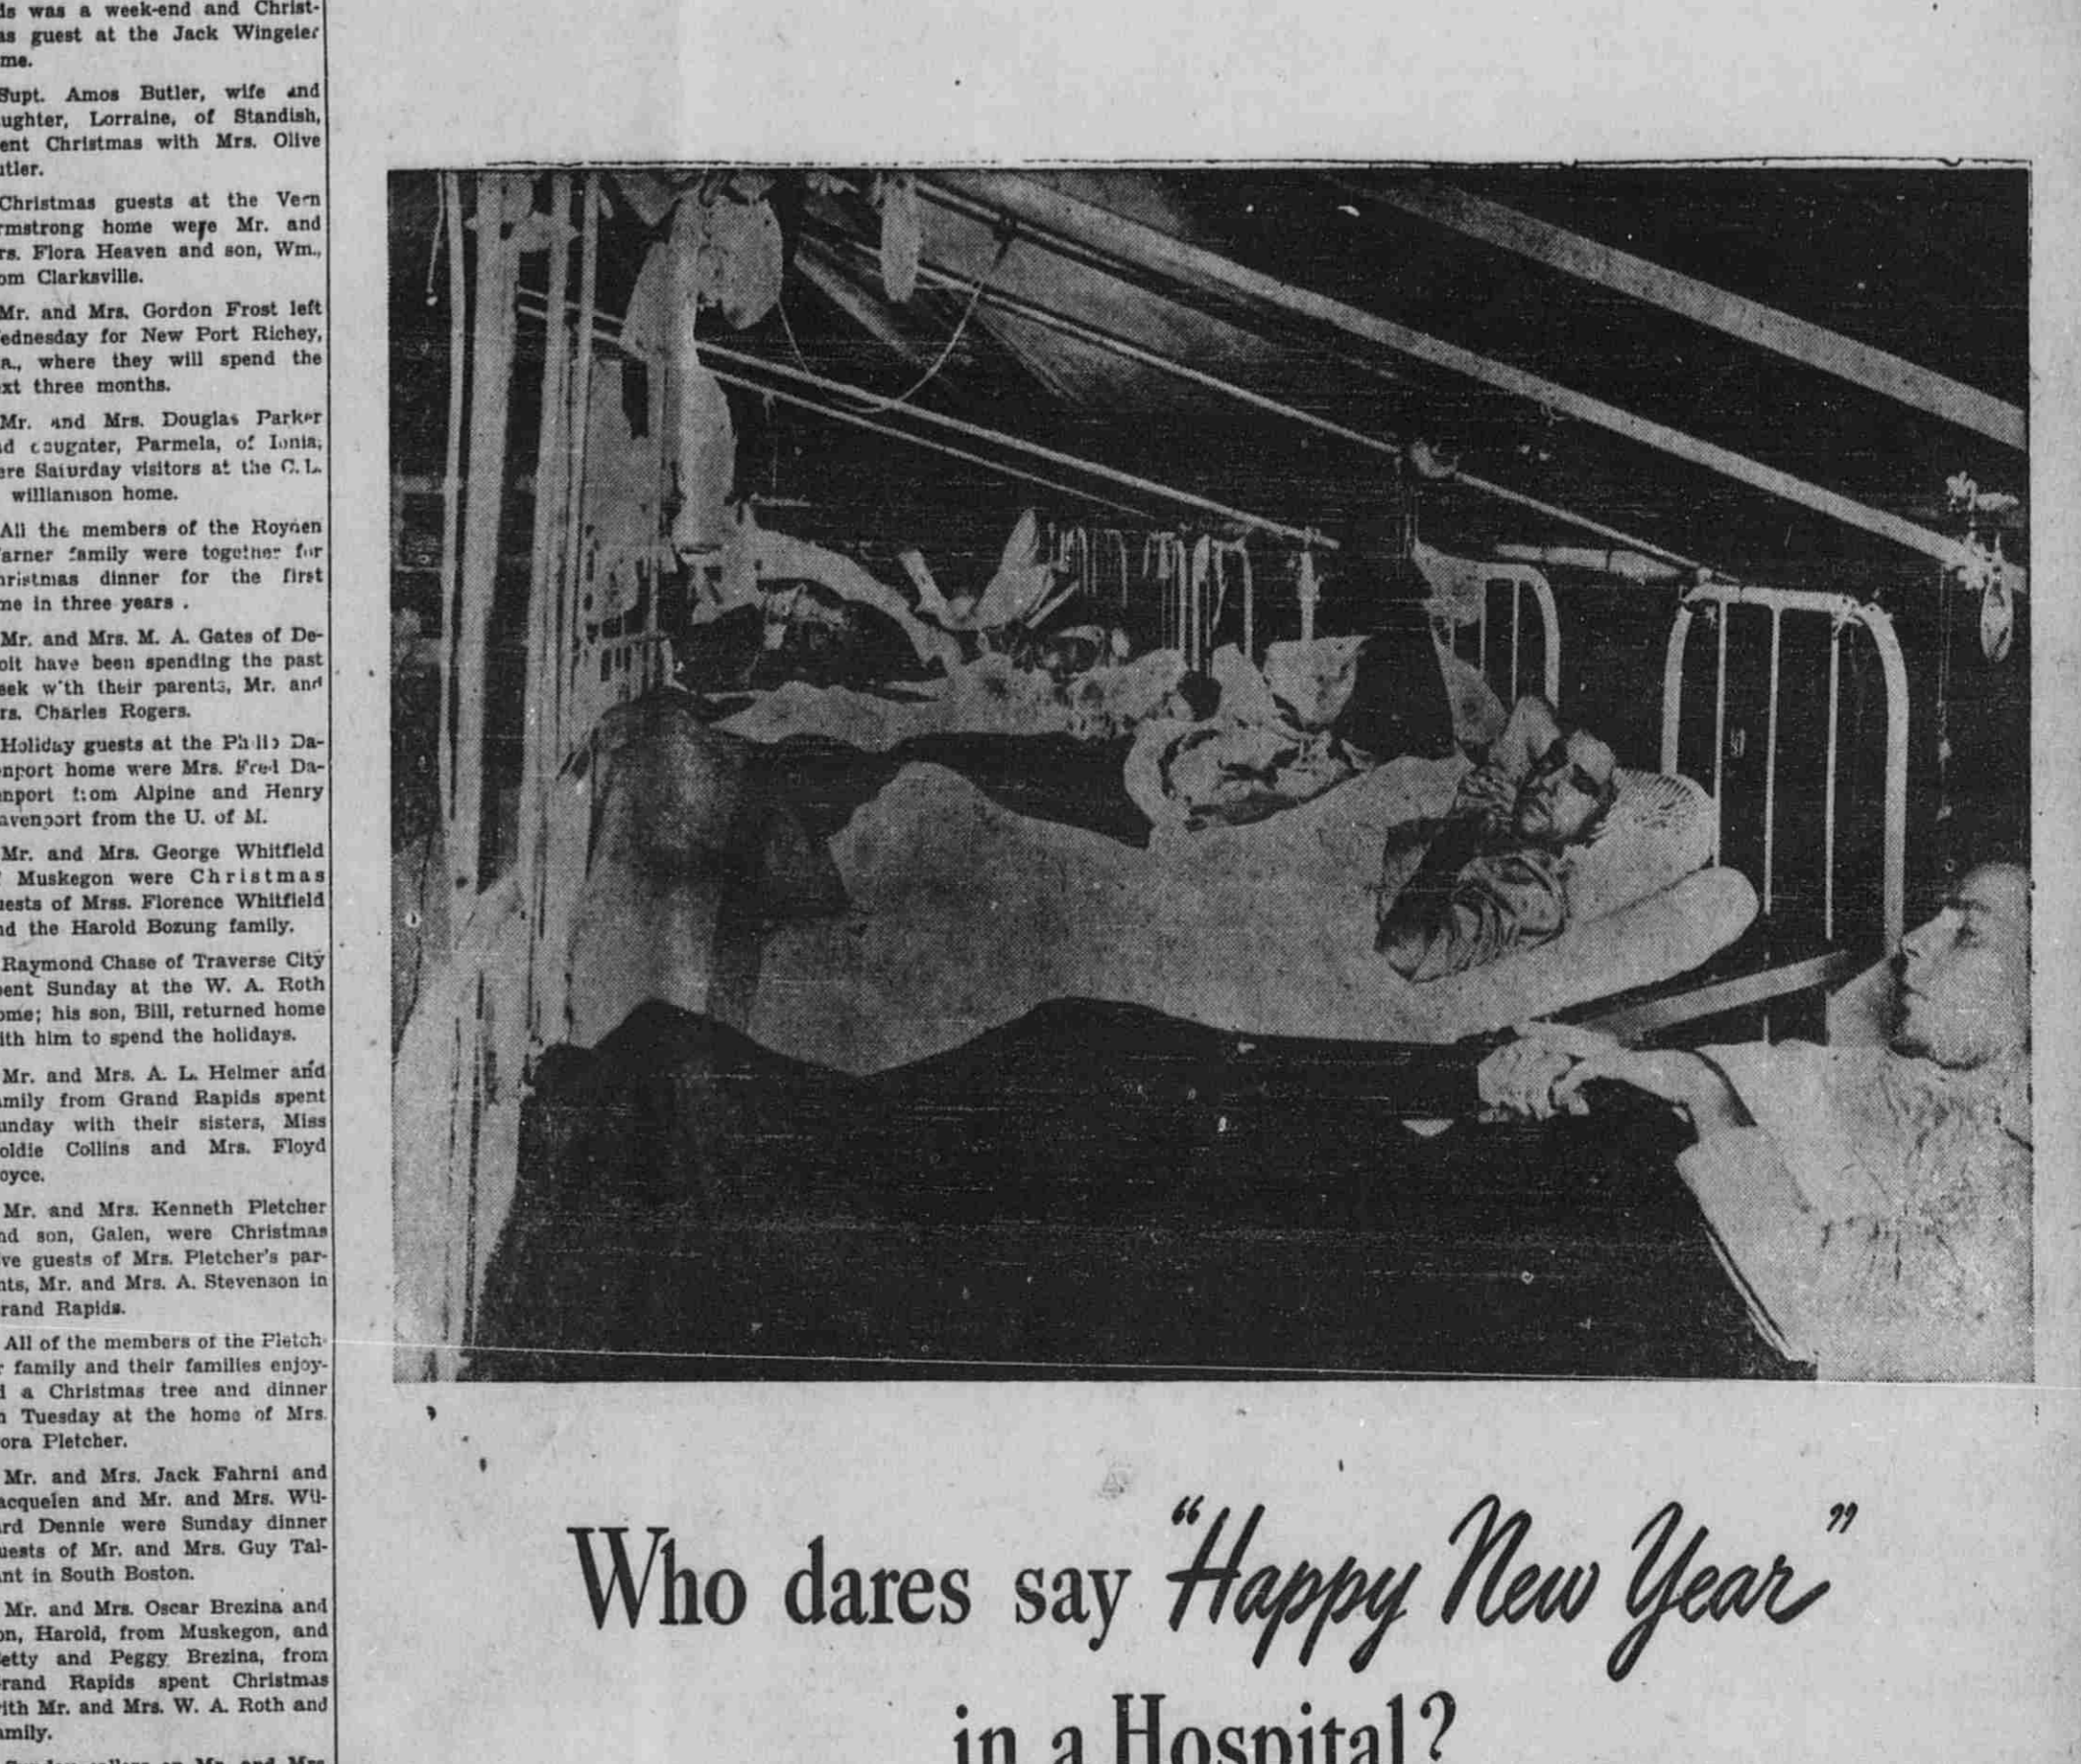 ds was a week-end and Christ-
as guest at the Jack Wingeier
me.
Supt. Amos Butler, wife and
ughter, Lorraine, of Standish,
ent Christmas with Mrs. Olive
utler.
Christmas guests at the Vern
rmstrong home were Mr. and
rs. Flora Heaven and son, Wm.,
om Clarksville.
Mr. and Mrs. Gordon Frost left
ednesday for New Port Richey,
a., where they will spend the
xt three months.
Mr. and Mrs. Douglas Parker
d caugnter, Parmela, of Ionia,
ere Saturday visitors at the C. L.
willianson home.
All the members of the Roynen
arner family were together for
hristmas dinner for the first
me in three years .
Mr. and Mrs. M. A. Gates of De-
oit have been spending the past
eek w'th their parents, Mr. and
rs. Charles Rogers.
Holiday guests at the Philip Da-
nport home were Mrs. Fred Da-
nport from Alpine and Henry
avenport from the U. of M.
Mr. and Mrs. George Whitfield
f Muskegon were Christmas
uests of Mrss. Florence Whitfield
nd the Harold Bozung family.
Raymond Chase of Traverse City
pent Sunday at the W. A. Roth
ome; his son, Bill, returned home
ith him to spend the holidays.
Mr. and Mrs. A. L. Helmer and
amily from Grand Rapids spent
unday with their sisters, Miss
oldie Collins and Mrs. Floyd
oyce.
Mr. and Mrs. Kenneth Pletcher
nd son, Galen, were Christmas
ve guests of Mrs. Pletcher's par-
nts, Mr. and Mrs. A. Stevenson in
rand Rapids.
All of the members of the Pletch-
r family and their families enjoy-
d a Christmas tree and dinner
n Tuesday at the home of Mrs.
ora Pletcher.
Mr. and Mrs. Jack Fahrni and
acquelen and Mr. and Mrs. Wil-
ard Dennie were Sunday dinner
uests of Mr. and Mrs. Guy Tal-
ant in South Boston.
Mr. and Mrs. Oscar Brezina and
on, Harold, from Muskegon, and
etty and Peggy Brezina, from
rand Rapids spent Christmas
ith Mr. and Mrs. W. A. Roth and
amily.
Who dares say "Happy New Year"
in a Hospital?